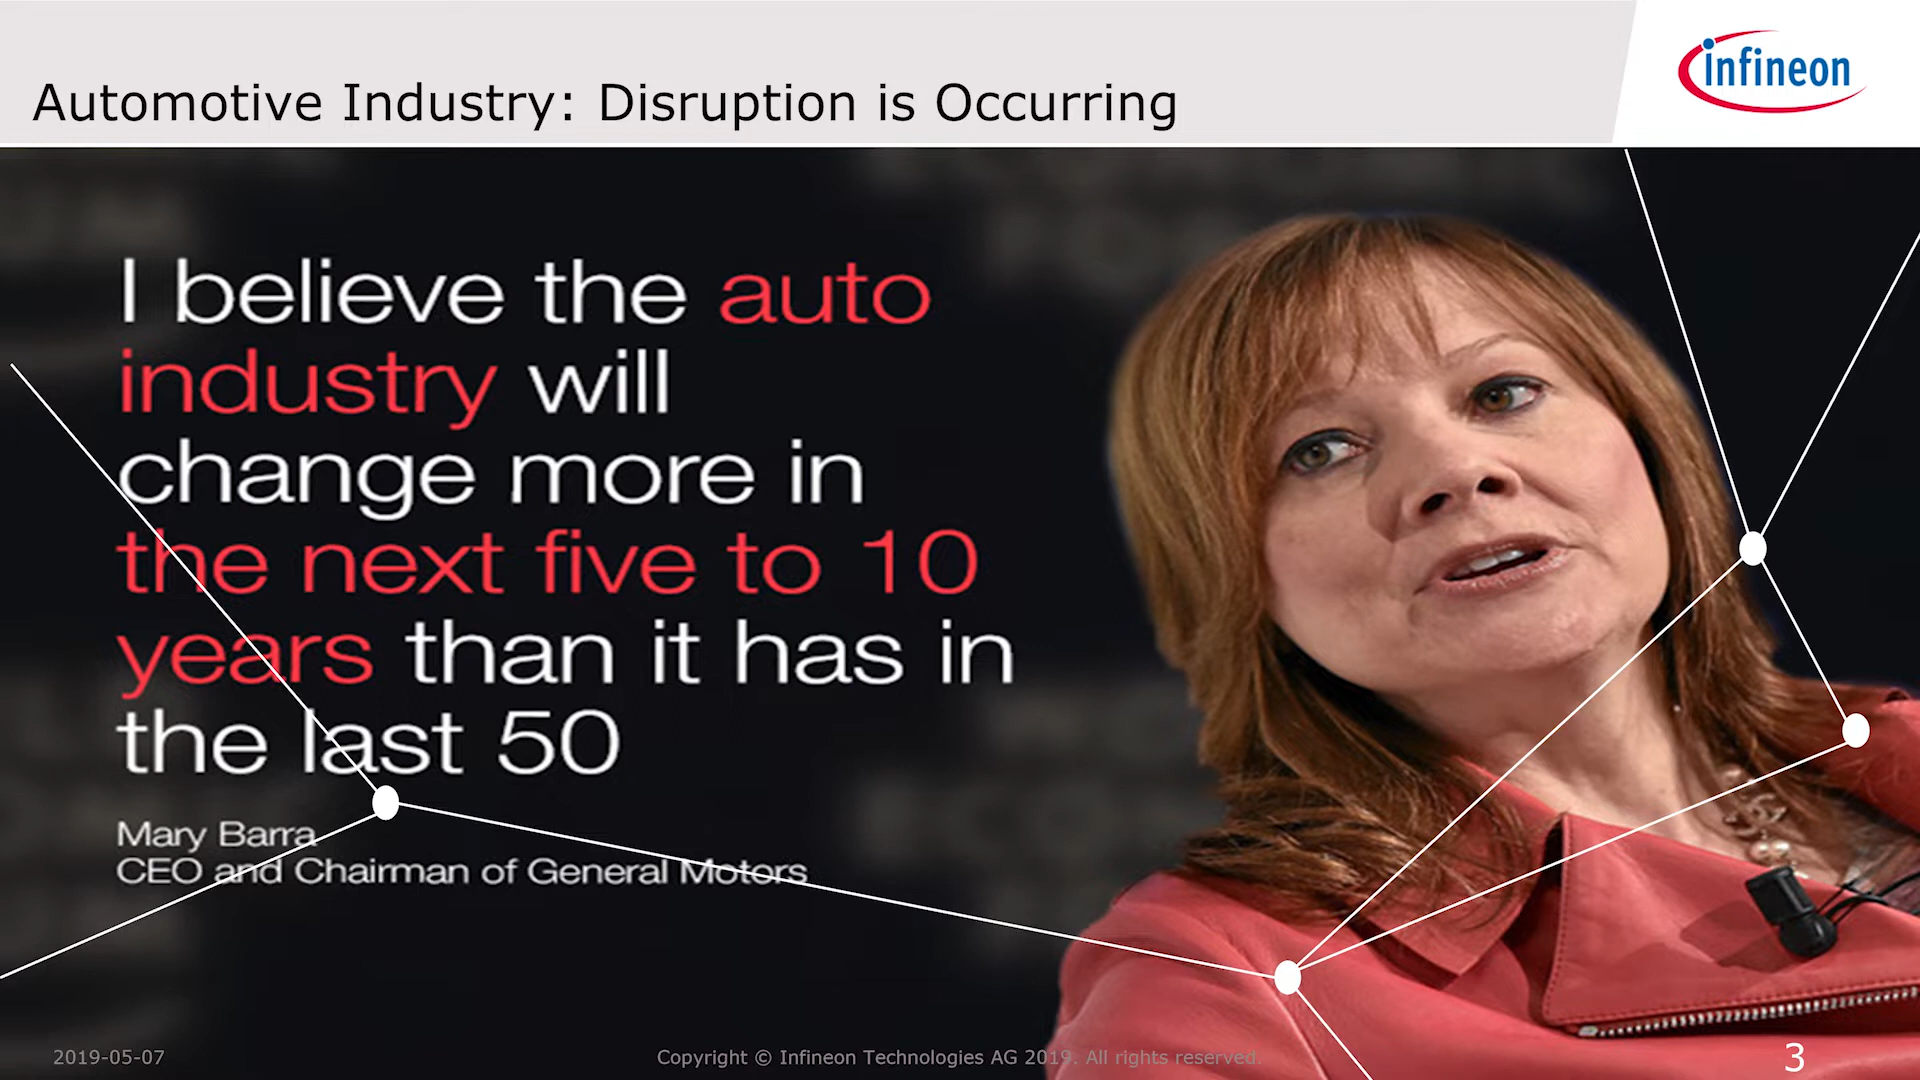 Automotive Industry: Disruption is Occurring
infineon
I believe the auto
industry will
change more in
the next five to 10
years than it has in
the last 50
Mary Barra
CEO and Chairman of General Motors
2019-05-07
Copyright © Infineon Technologies AG 2019. All rights reserved.
3